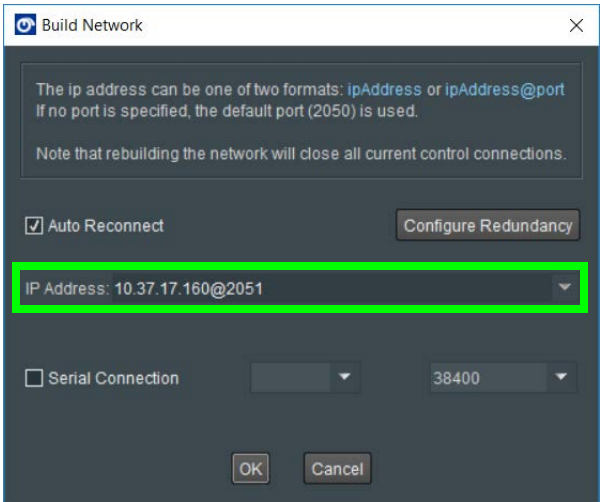 Build Network
The ip address can be one of two formats: ipAddress or ipAddress@port
If no port is specified, the default port (2050) is used.
Note that rebuilding the network will close all current control connections.
Auto Reconnect
Configure Redundancy
IP Address: 10.37.17.160@2051
Serial Connection
38400
OK
Cancel